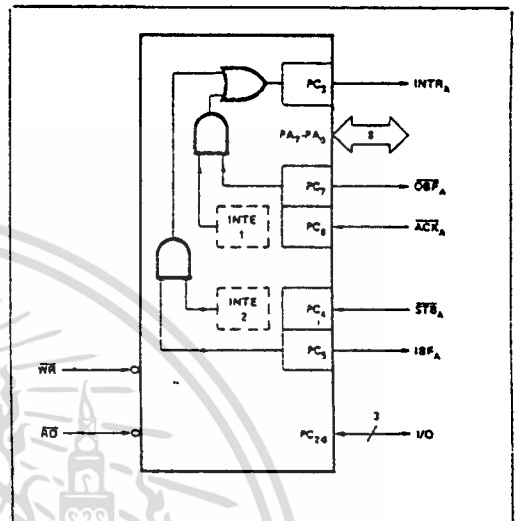 PC3
INTRA
PA7-PA0
8
PC7
OBFA
INTE
1
PC6
ACKA
INTE
2
PC4
STBA
PC5
IBFA
WR
RD
PC2-0
3
I/O